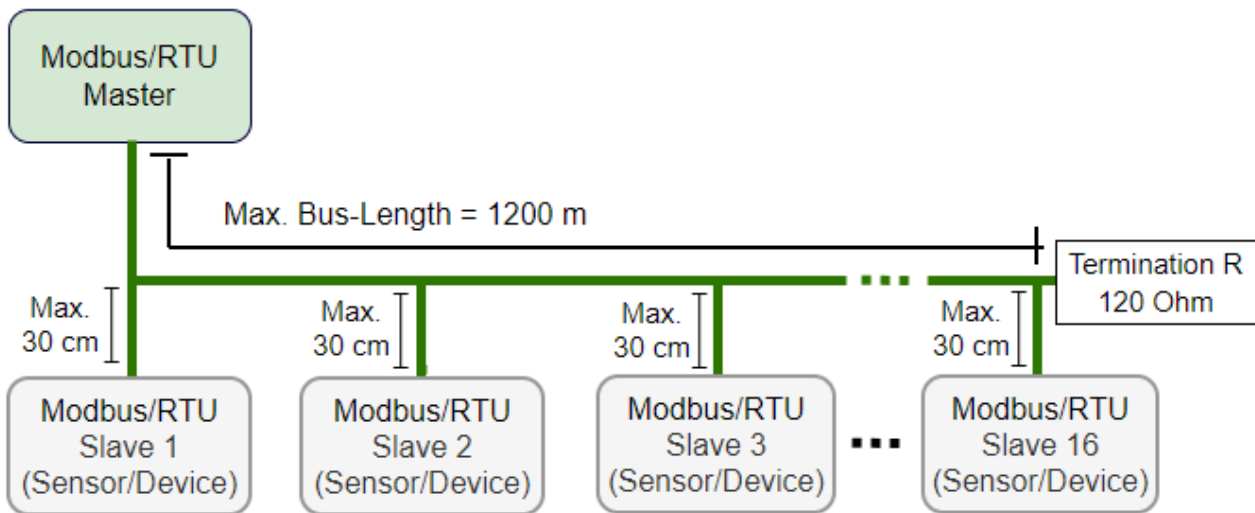 Modbus/RTU
Master
Max. Bus-Length = 1200 m
Termination R
120 Ohm
Max.
30 cm
Max.
30 cm
Max.
30 cm
Max.
30 cm
Modbus/RTU
Slave 1
(Sensor/Device)
Modbus/RTU
Slave 2
(Sensor/Device)
Modbus/RTU
Slave 3
(Sensor/Device)
Modbus/RTU
Slave 16
(Sensor/Device)